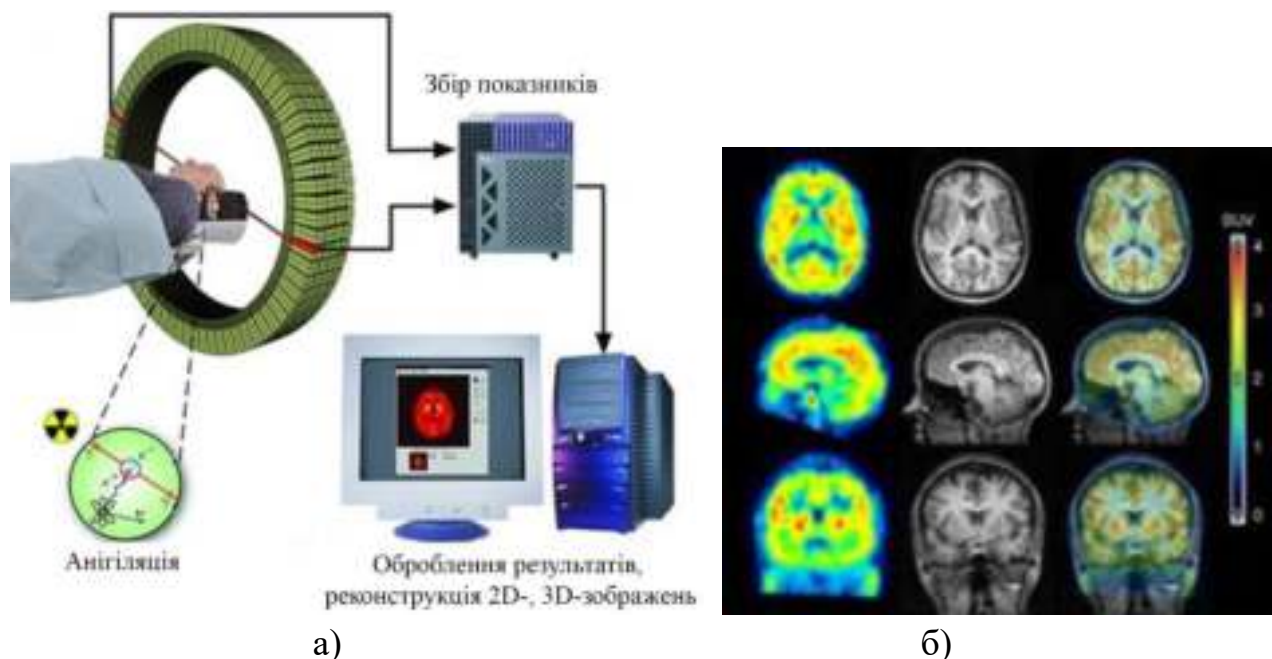 Збір показників
Анігіляція
Оброблення результатів,
реконструкція 2D-, 3D-зображень
а)
SUV
4
3
2
1
0
б)